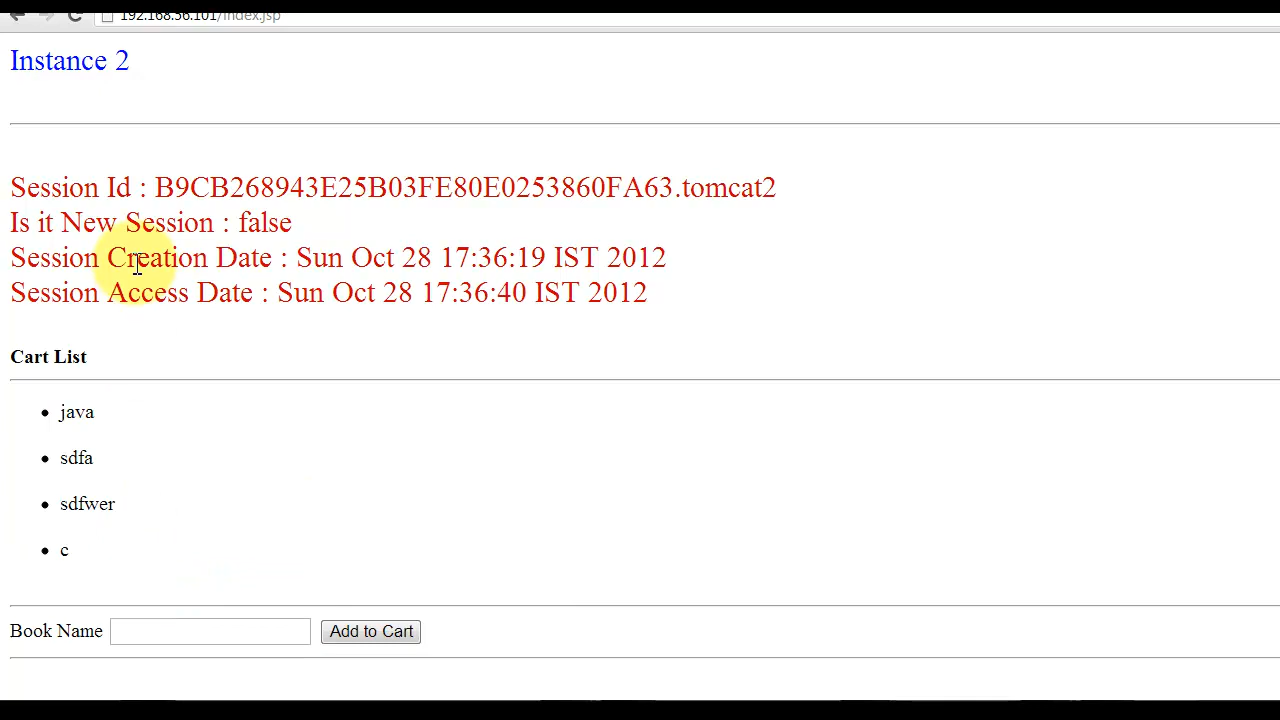 192.168.56.101/index.jsp
Instance 2
Session Id : B9CB268943E25B03FE80E0253860FA63.tomcat2
Is it New Session : false
Session Creation Date : Sun Oct 28 17:36:19 IST 2012
Session Access Date : Sun Oct 28 17:36:40 IST 2012
Cart List
java
sdfa
sdfwer
c
Book Name Add to Cart